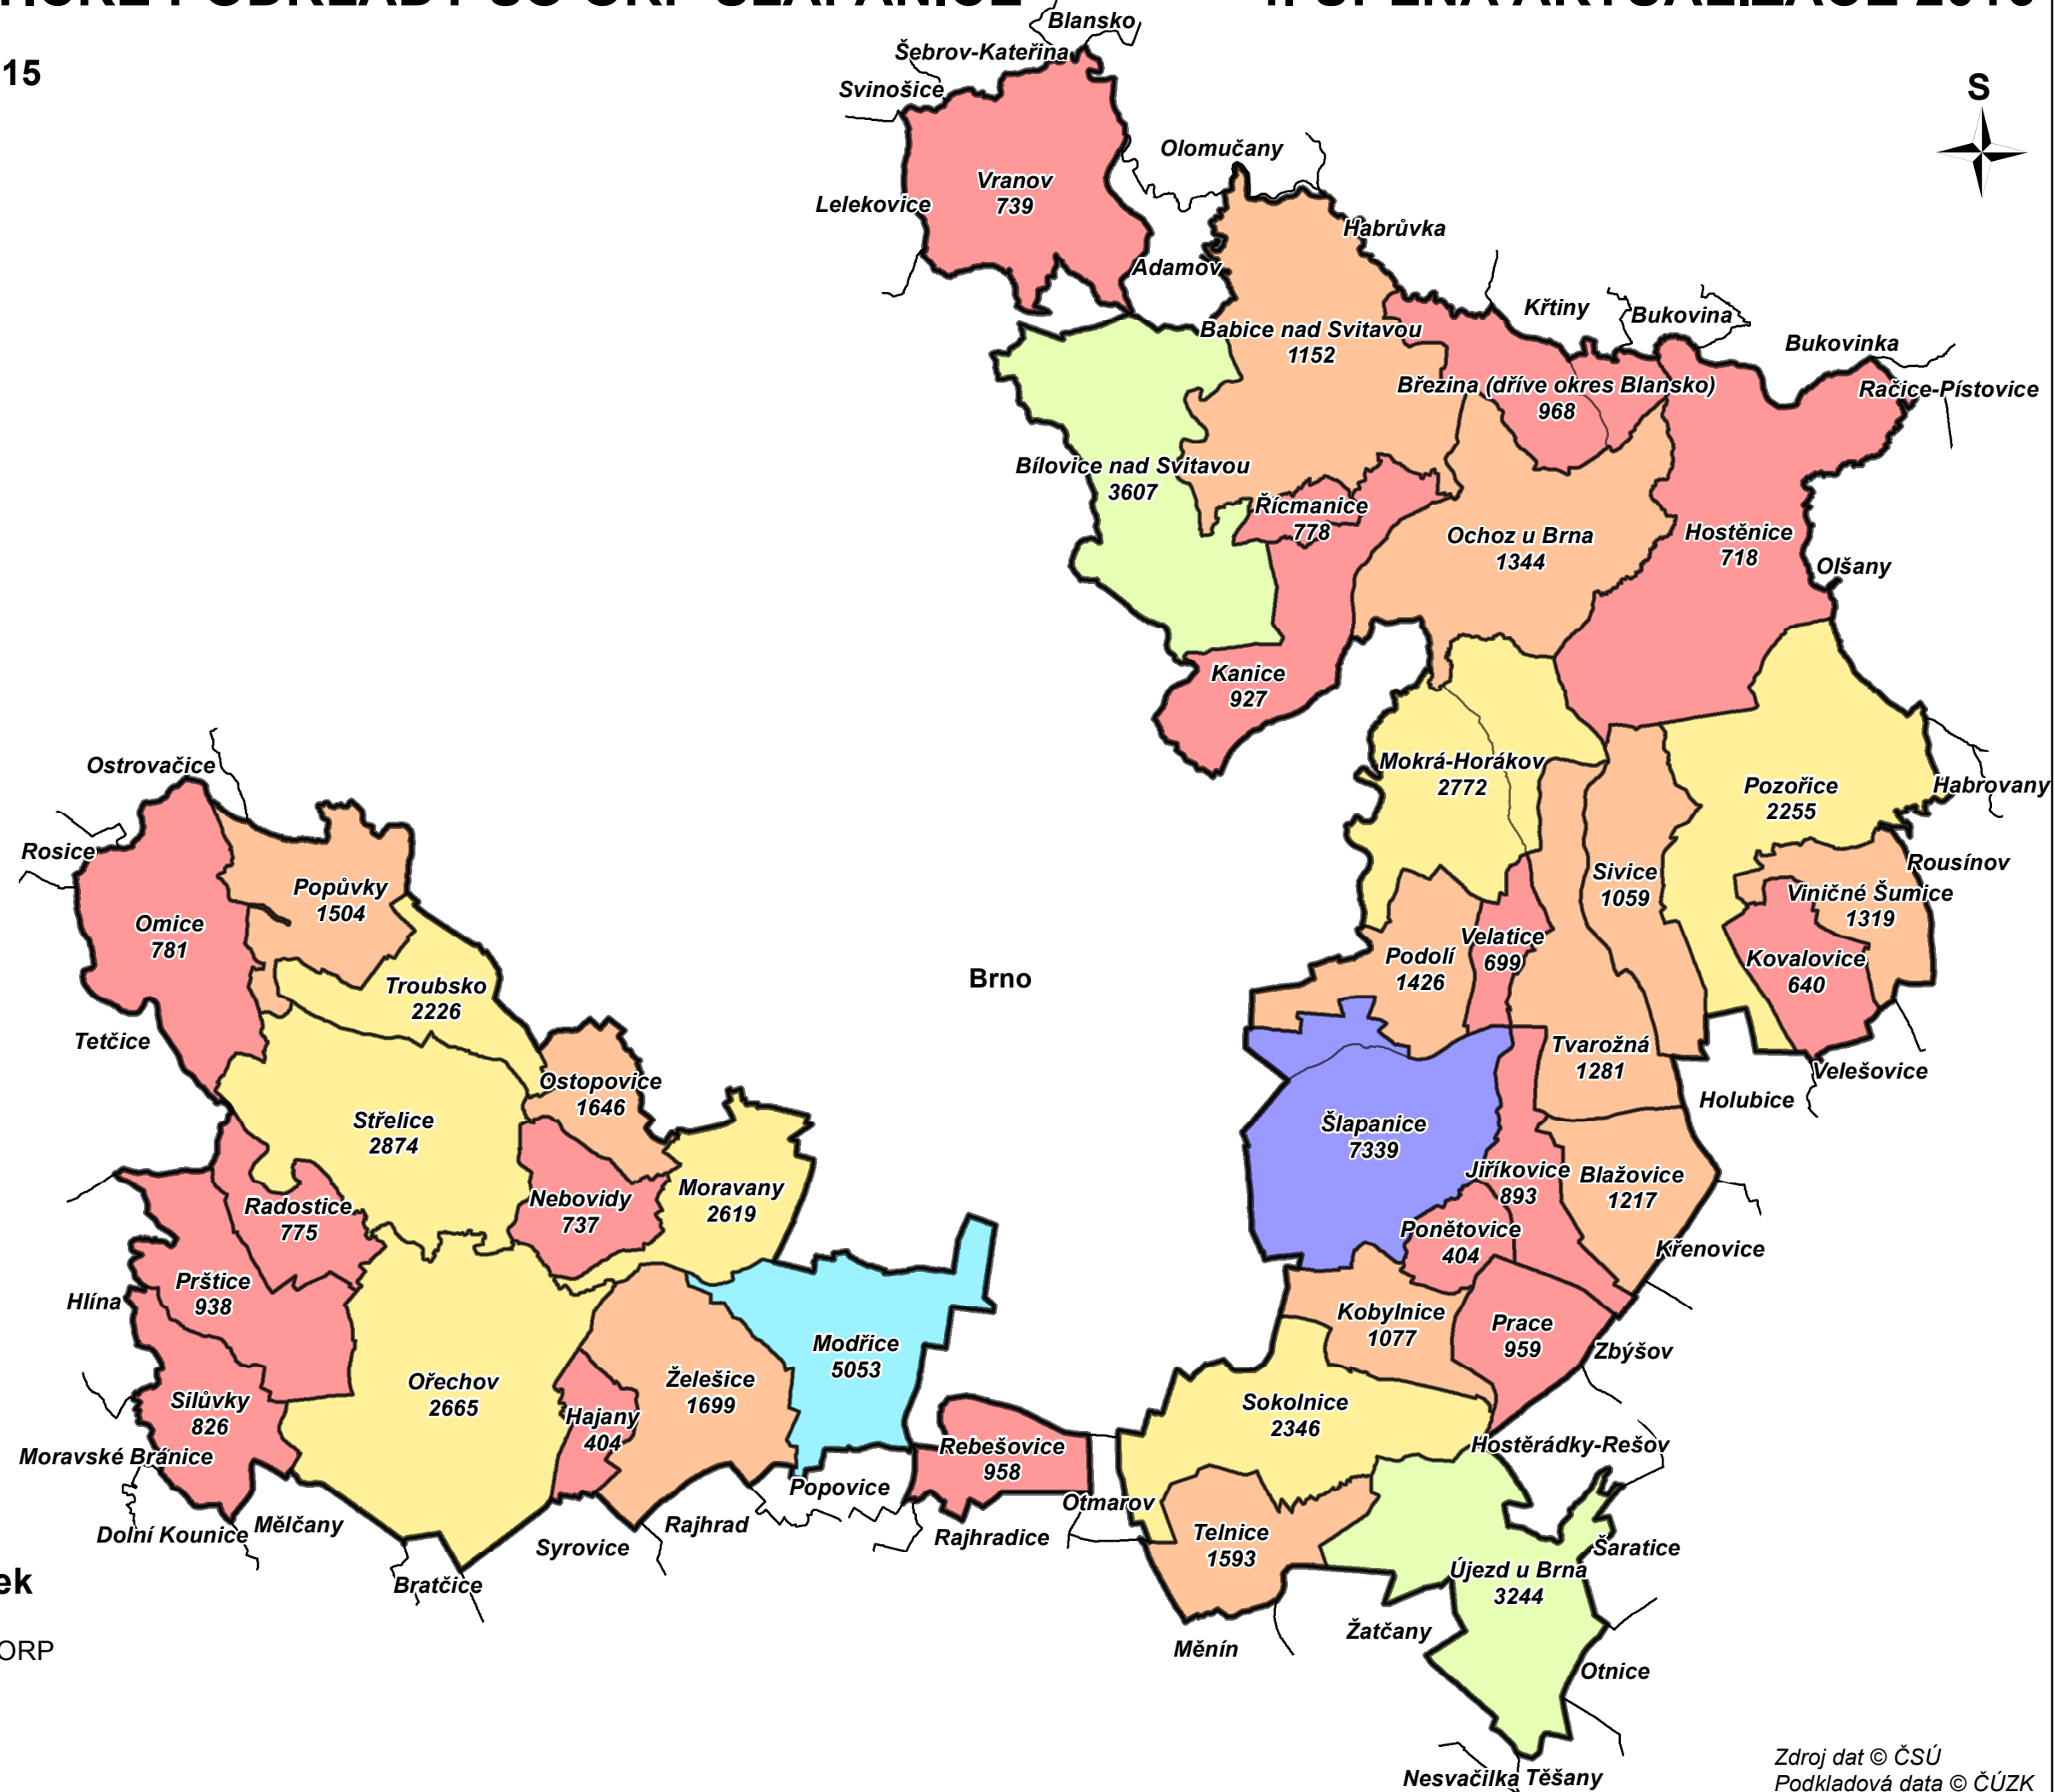 15
S
Blansko
Šebrov-Kateřina
Svinošice
Olomučany
Vranov
739
Lelekovice
Habrůvka
Adamov
Křtiny
Bukovina
Babice nad Svitavou
1152
Bukovinka
Březina (dříve okres Blansko)
968
Račice-Pístovice
Bílovice nad Svitavou
3607
Řícmanice
778
Ochoz u Brna
1344
Hostěnice
718
Olšany
Kanice
927
Ostrovačice
Mokrá-Horákov
2772
Pozořice
2255
Habrovany
Rosice
Rousínov
Popůvky
1504
Sivice
1059
Viničné Šumice
1319
Omice
781
Velatice
699
Podolí
1426
Kovalovice
640
Brno
Troubsko
2226
Tetčice
Tvarožná
1281
Velešovice
Ostopovice
1646
Holubice
Střelice
2874
Šlapanice
7339
Jiříkovice
893
Blažovice
1217
Moravany
2619
Nebovidy
737
Radostice
775
Ponětovice
404
Křenovice
Prštice
938
Hlína
Kobylnice
1077
Prace
959
Modřice
5053
Zbýšov
Ořechov
2665
Želešice
1699
Silůvky
826
Sokolnice
2346
Hajany
404
Rebešovice
958
Hostěrádky-Rešov
Moravské Bránice
Popovice
Otmarov
Dolní Kounice
Mělčany
Rajhrad
Rajhradice
Telnice
1593
Syrovice
Šaratice
Újezd u Brna
3244
Bratčice
ek
Žatčany
Měnín
ORP
Otnice
Zdroj dat © ČSÚ
Nesvačilka
Těšany
Podkladová data © ČÚZK